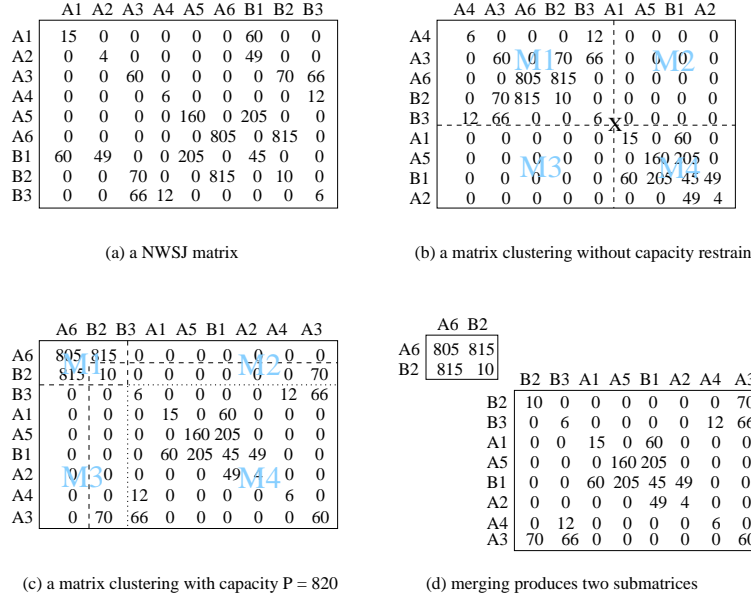 A1 A2 A3 A4 A5 A6 B1 B2 B3
A1 15 0 0 0 0 0 60 0 0
A2 0 4 0 0 0 0 49 0 0
A3 0 0 60 0 0 0 0 70 66
A4 0 0 0 6 0 0 0 0 12
A5 0 0 0 0 160 0 205 0 0
A6 0 0 0 0 0 805 0 815 0
B1 60 49 0 0 205 0 45 0 0
B2 0 0 70 0 0 815 0 10 0
B3 0 0 66 12 0 0 0 0 6
(a) a NWSJ matrix
A4 A3 A6 B2 B3 A1 A5 B1 A2
A4 6 0 0 0 12 0 0 0 0
A3 0 60 0 70 66 0 0 0 0
M1 M2
A6 0 0 805 815 0 0 0 0 0
B2 0 70 815 10 0 0 0 0 0
B3 12 66 0 0 6 0 0 0 0
X
A1 0 0 0 0 0 15 0 60 0
A5 0 0 0 0 0 0 160 205 0
M3 M4
B1 0 0 0 0 0 60 205 45 49
A2 0 0 0 0 0 0 0 49 4
(b) a matrix clustering without capacity restrain
A6 B2 B3 A1 A5 B1 A2 A4 A3
A6 805 815 0 0 0 0 0 0 0
M1 M2
B2 815 10 0 0 0 0 0 0 70
B3 0 0 6 0 0 0 0 12 66
A1 0 0 0 15 0 60 0 0 0
A5 0 0 0 0 160 205 0 0 0
B1 0 0 0 60 205 45 49 0 0
A2 0 0 0 0 0 49 0 0
M3 M4
A4 0 0 12 0 0 0 0 6 0
A3 0 70 66 0 0 0 0 0 60
(c) a matrix clustering with capacity P = 820
A6 B2
A6 805 815
B2 815 10
B2 B3 A1 A5 B1 A2 A4 A3
B2 10 0 0 0 0 0 0 70
B3 0 6 0 0 0 0 12 66
A1 0 0 15 0 60 0 0 0
A5 0 0 0 160 205 0 0 0
B1 0 0 60 205 45 49 0 0
A2 0 0 0 0 49 4 0 0
A4 0 12 0 0 0 0 6 0
A3 70 66 0 0 0 0 0 60
(d) merging produces two submatrices